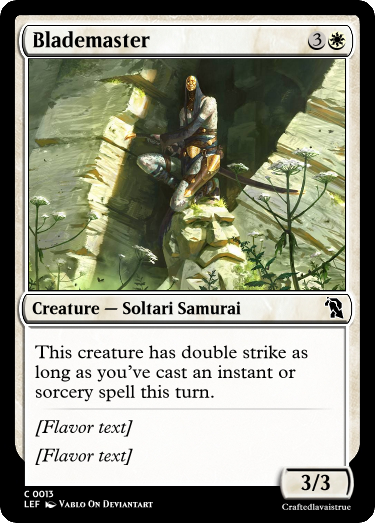 Blademaster 3
Creature — Soltari Samurai
This creature has double strike as
long as you've cast an instant or
sorcery spell this turn.
[Flavor text]
[Flavor text]
3/3
C 0013
LEF Vablo On Deviantart
Craftedlavaistrue